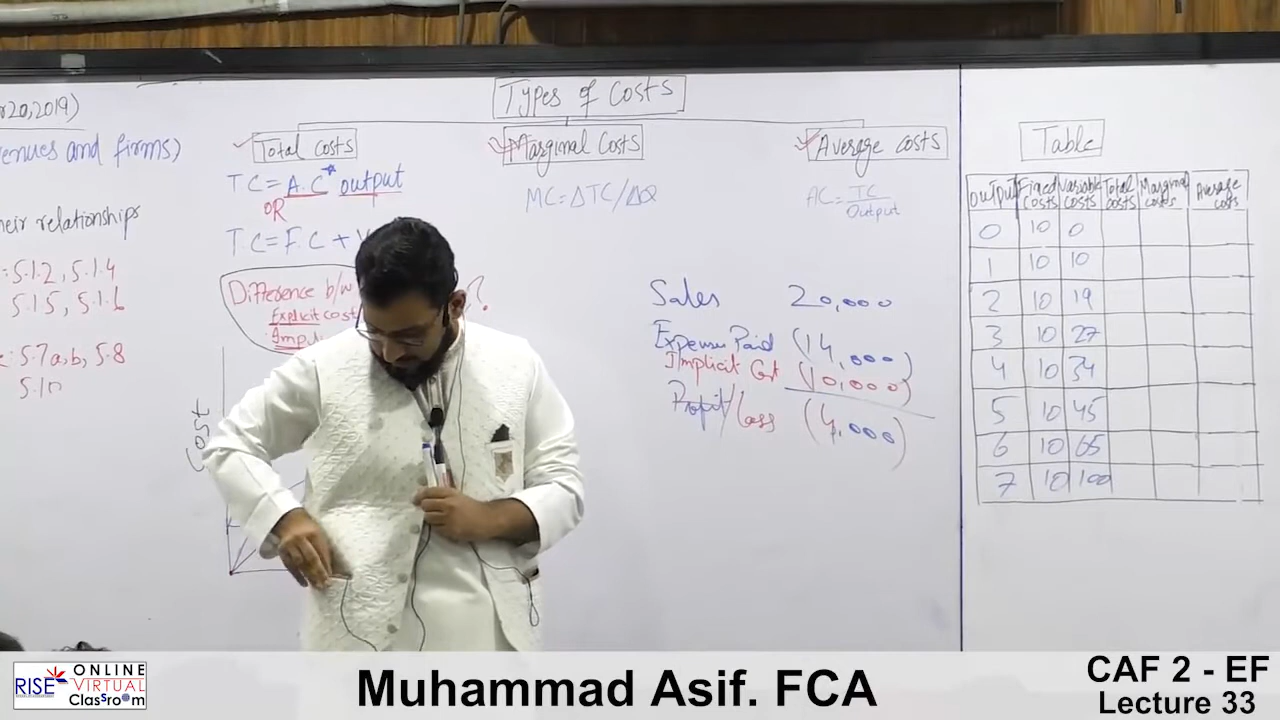 r20,2019)
enues and firms)
heir relationships
= 5.1.2, 5.1.4
5.1.5, 5.1.6
: 5.7a,b, 5.8
5.10
Types of Costs
Total costs
TC = A.C * output
OR
T.C = F.C + V
Difference b/w
Explicit cost
?
Cost
Marginal Costs
MC = ΔTC/ΔQ
Average costs
AC = TC
Output
Sales 20,000
Expense Paid (14,000)
Implicit Cost (10,000)
Profit/Loss (4,000)
Table
Output Fixed costs Variable costs Total costs Marginal costs Average costs
0 10 0
1 10 10
2 10 19
3 10 27
4 10 34
5 10 45
6 10 65
7 10 100
RISE ONLINE
VIRTUAL
Classroom
Muhammad Asif. FCA
CAF 2 - EF
Lecture 33